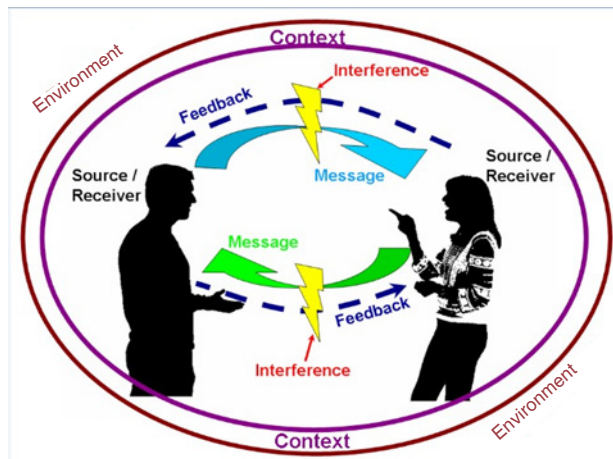 Context
Environment
Interference
Feedback
Source /
Receiver
Source /
Receiver
Message
Message
Feedback
Interference
Environment
Context